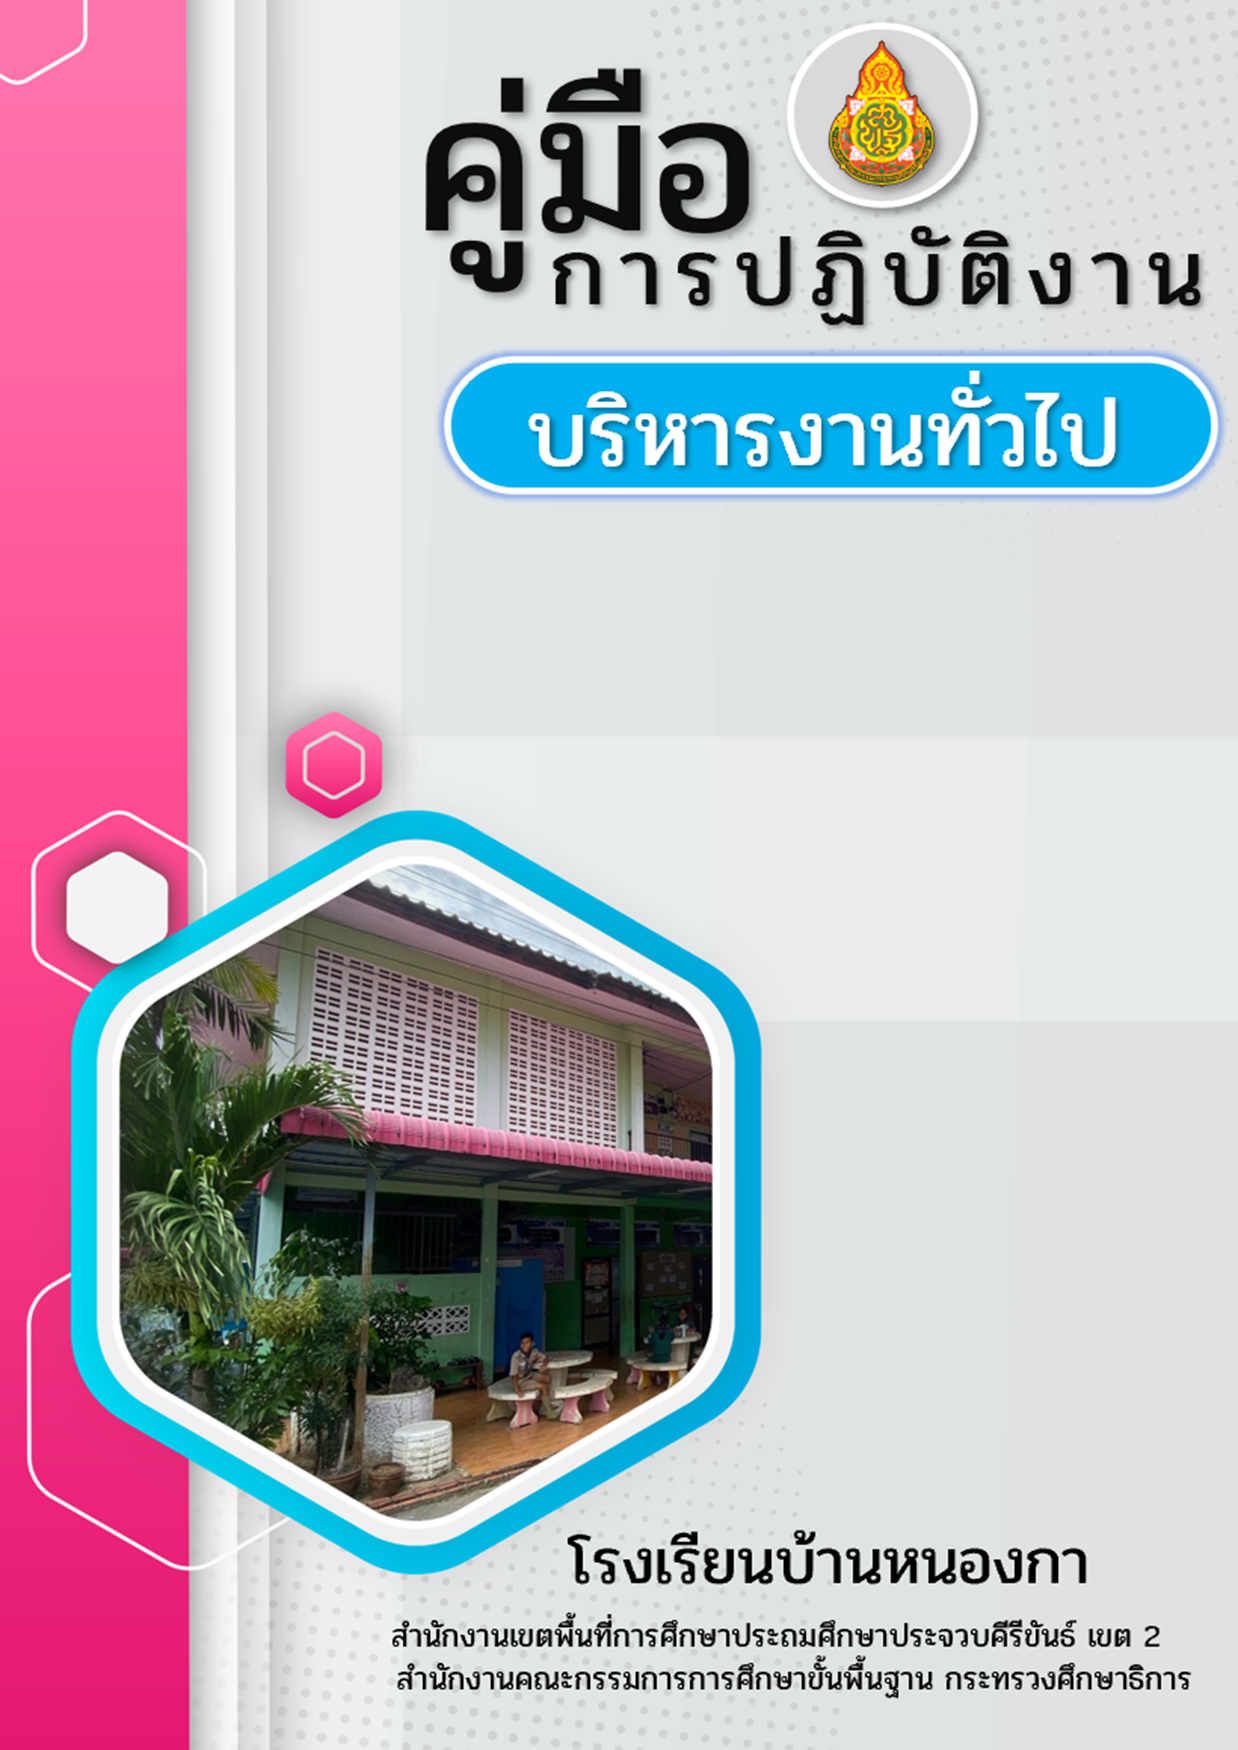 คู่มือ
การปฏิบัติงาน
บริหารงานทั่วไป
โรงเรียนบ้านหนองกา
สำนักงานเขตพื้นที่การศึกษาประถมศึกษาประจวบคีรีขันธ์ เขต 2
สำนักงานคณะกรรมการการศึกษาขั้นพื้นฐาน กระทรวงศึกษาธิการ